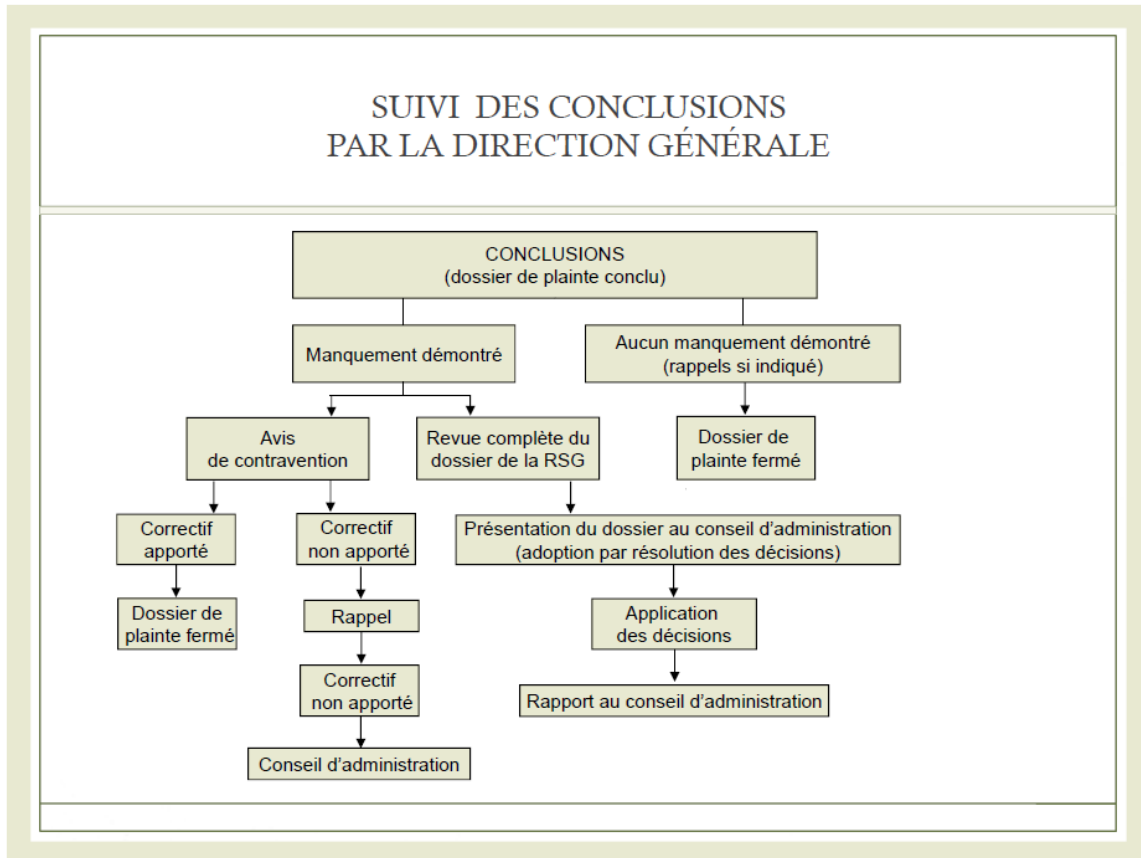 SUIVI DES CONCLUSIONS
PAR LA DIRECTION GÉNÉRALE
CONCLUSIONS
(dossier de plainte conclu)
Manquement démontré
Aucun manquement démontré
(rappels si indiqué)
Avis
de contravention
Revue complète du
dossier de la RSG
Dossier de
plainte fermé
Correctif
apporté
Correctif
non apporté
Présentation du dossier au conseil d'administration
(adoption par résolution des décisions)
Dossier de
plainte fermé
Rappel
Application
des décisions
Correctif
non apporté
Rapport au conseil d'administration
Conseil d'administration